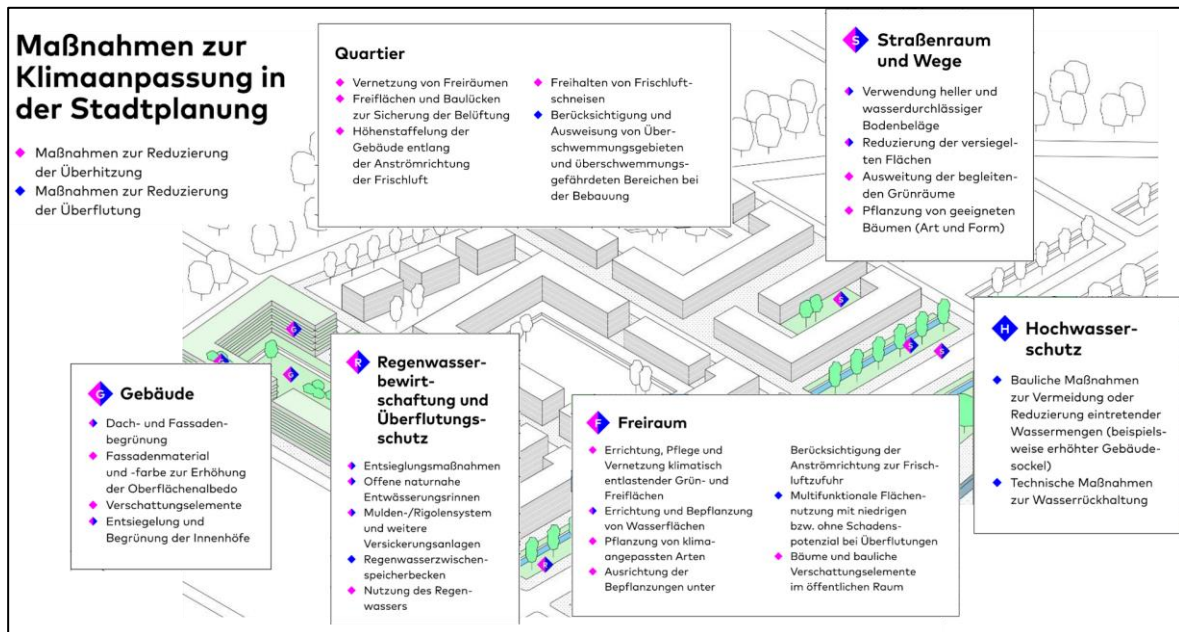 Maßnahmen zur
Klimaanpassung in
der Stadtplanung
Maßnahmen zur Reduzierung
der Überhitzung
Maßnahmen zur Reduzierung
der Überflutung
Quartier
Vernetzung von Freiräumen
Freiflächen und Baulücken
zur Sicherung der Belüftung
Höhenstaffelung der
Gebäude entlang
der Anströmrichtung
der Frischluft
Freihalten von Frischluft-
schneisen
Berücksichtigung und
Ausweisung von Über-
schwemmungsgebieten
und überschwemmungs-
gefährdeten Bereichen bei
der Bebauung
S
Straßenraum
und Wege
Verwendung heller und
wasserdurchlässiger
Bodenbeläge
Reduzierung der versiegel-
ten Flächen
Ausweitung der begleiten-
den Grünräume
Pflanzung von geeigneten
Bäumen (Art und Form)
S
S
S
G
G
G
G
Gebäude
Dach- und Fassaden-
begrünung
Fassadenmaterial
und -farbe zur Erhöhung
der Oberflächenalbedo
Verschattungselemente
Entsiegelung und
Begrünung der Innenhöfe
R
Regenwasser-
bewirt-
schaftung und
Überflutungs-
schutz
Entsieglungsmaßnahmen
Offene naturnahe
Entwässerungsrinnen
Mulden-/Rigolensystem
und weitere
Versickerungsanlagen
Regenwasserzwischen-
speicherbecken
Nutzung des Regen-
wassers
R
F
Freiraum
Errichtung, Pflege und
Vernetzung klimatisch
entlastender Grün- und
Freiflächen
Errichtung und Bepflanzung
von Wasserflächen
Pflanzung von klima-
angepassten Arten
Ausrichtung der
Bepflanzungen unter
Berücksichtigung der
Anströmrichtung zur Frisch-
luftzufuhr
Multifunktionale Flächen-
nutzung mit niedrigen
bzw. ohne Schadens-
potenzial bei Überflutungen
Bäume und bauliche
Verschattungselemente
im öffentlichen Raum
H
Hochwasser-
schutz
Bauliche Maßnahmen
zur Vermeidung oder
Reduzierung eintretender
Wassermengen (beispiels-
weise erhöhter Gebäude-
sockel)
Technische Maßnahmen
zur Wasserrückhaltung